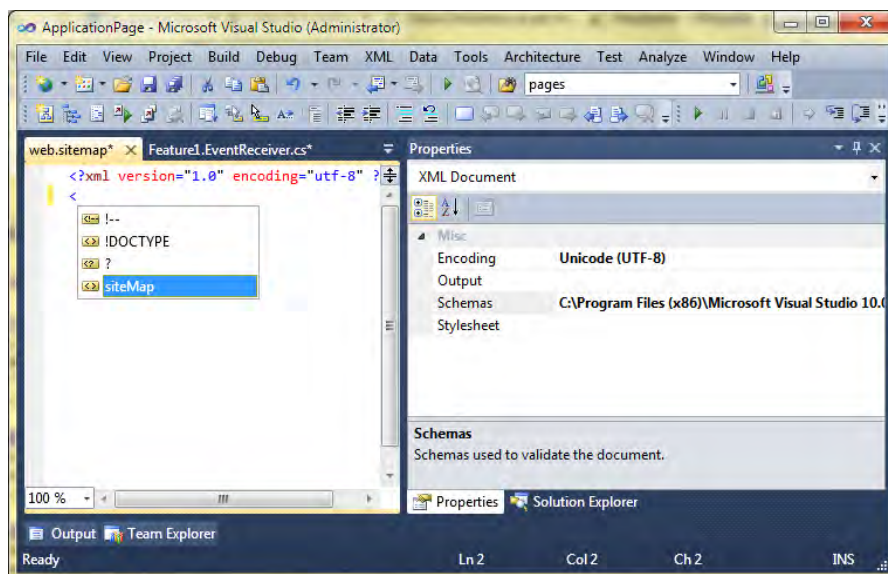 ApplicationPage - Microsoft Visual Studio (Administrator)
File Edit View Project Build Debug Team XML Data Tools Architecture Test Analyze Window Help
pages
web.sitemap* Feature1.EventReceiver.cs*
Properties
<?xml version="1.0" encoding="utf-8" ?
XML Document
<
!--
!DOCTYPE
?
siteMap
Misc
Encoding Unicode (UTF-8)
Output
Schemas C:\Program Files (x86)\Microsoft Visual Studio 10.0
Stylesheet
Schemas
Schemas used to validate the document.
100 %
Properties Solution Explorer
Output Team Explorer
Ready Ln 2 Col 2 Ch 2 INS